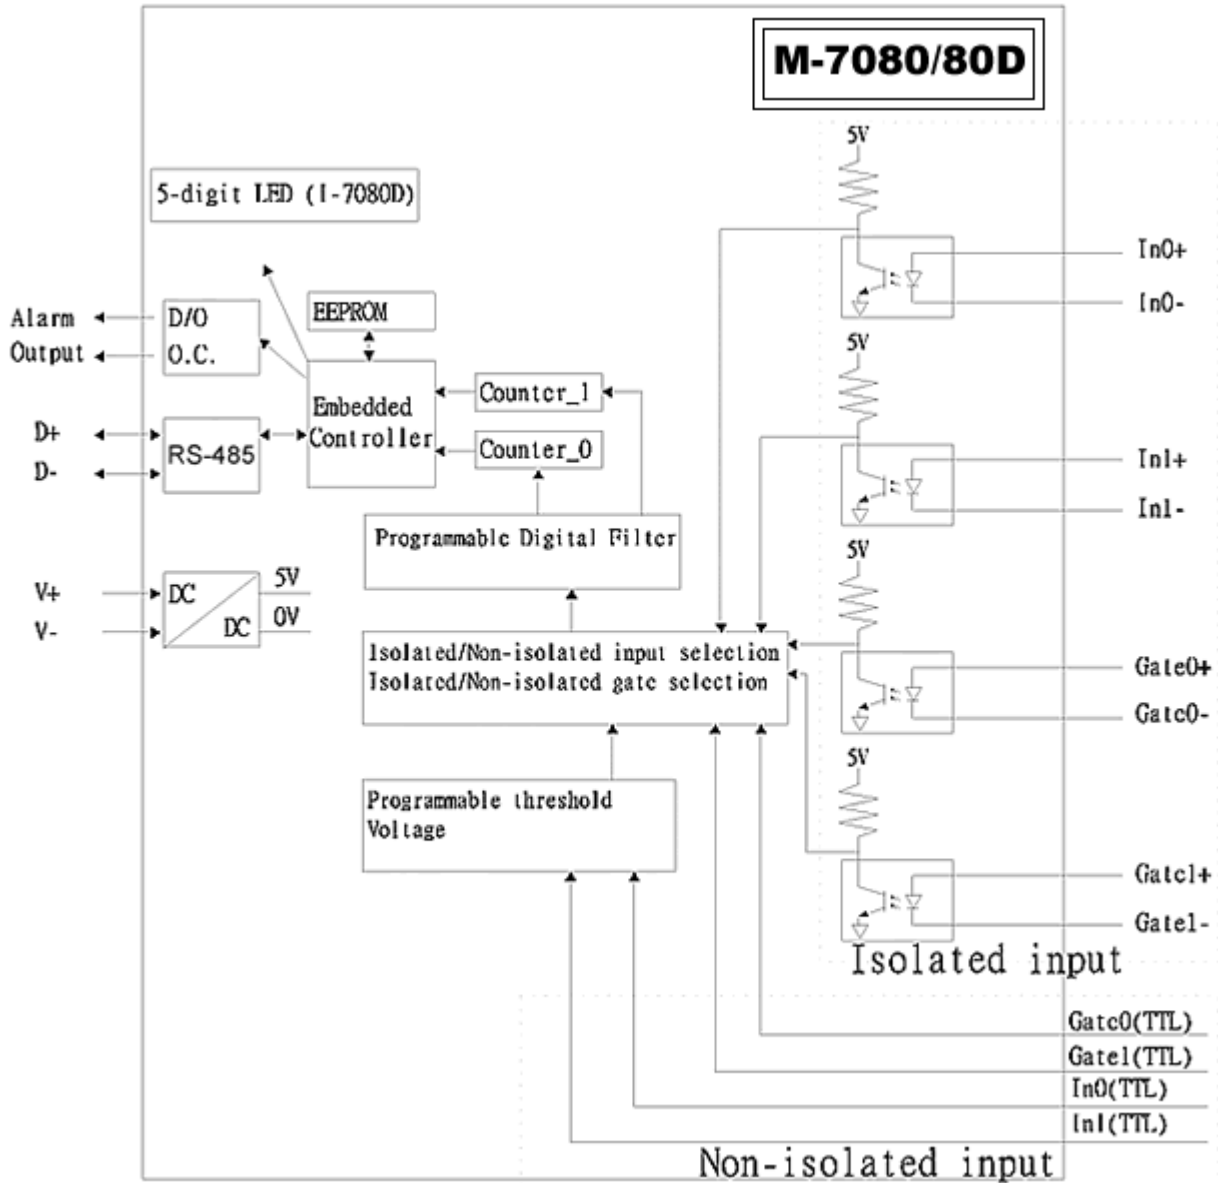 M-7080/80D
5V
5-digit LED (I-7080D)
In0+
In0-
EEPROM
D/O
O.C.
Alarm
Output
5V
Counter_1
Embedded
Controller
Counter_0
D+
D-
RS-485
In1+
In1-
Programmable Digital Filter
5V
V+
V-
DC
DC
5V
0V
Isolated/Non-isolated input selection
Isolated/Non-isolated gate selection
Gate0+
Gate0-
5V
Programmable threshold
Voltage
Gate1+
Gate1-
Isolated input
Gate0(TTL)
Gate1(TTL)
In0(TTL)
In1(TTL)
Non-isolated input